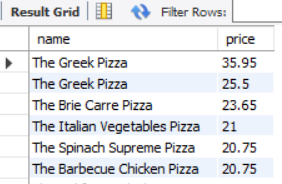 Result Grid Filter Rows:
name price
The Greek Pizza 35.95
The Greek Pizza 25.5
The Brie Carre Pizza 23.65
The Italian Vegetables Pizza 21
The Spinach Supreme Pizza 20.75
The Barbecue Chicken Pizza 20.75